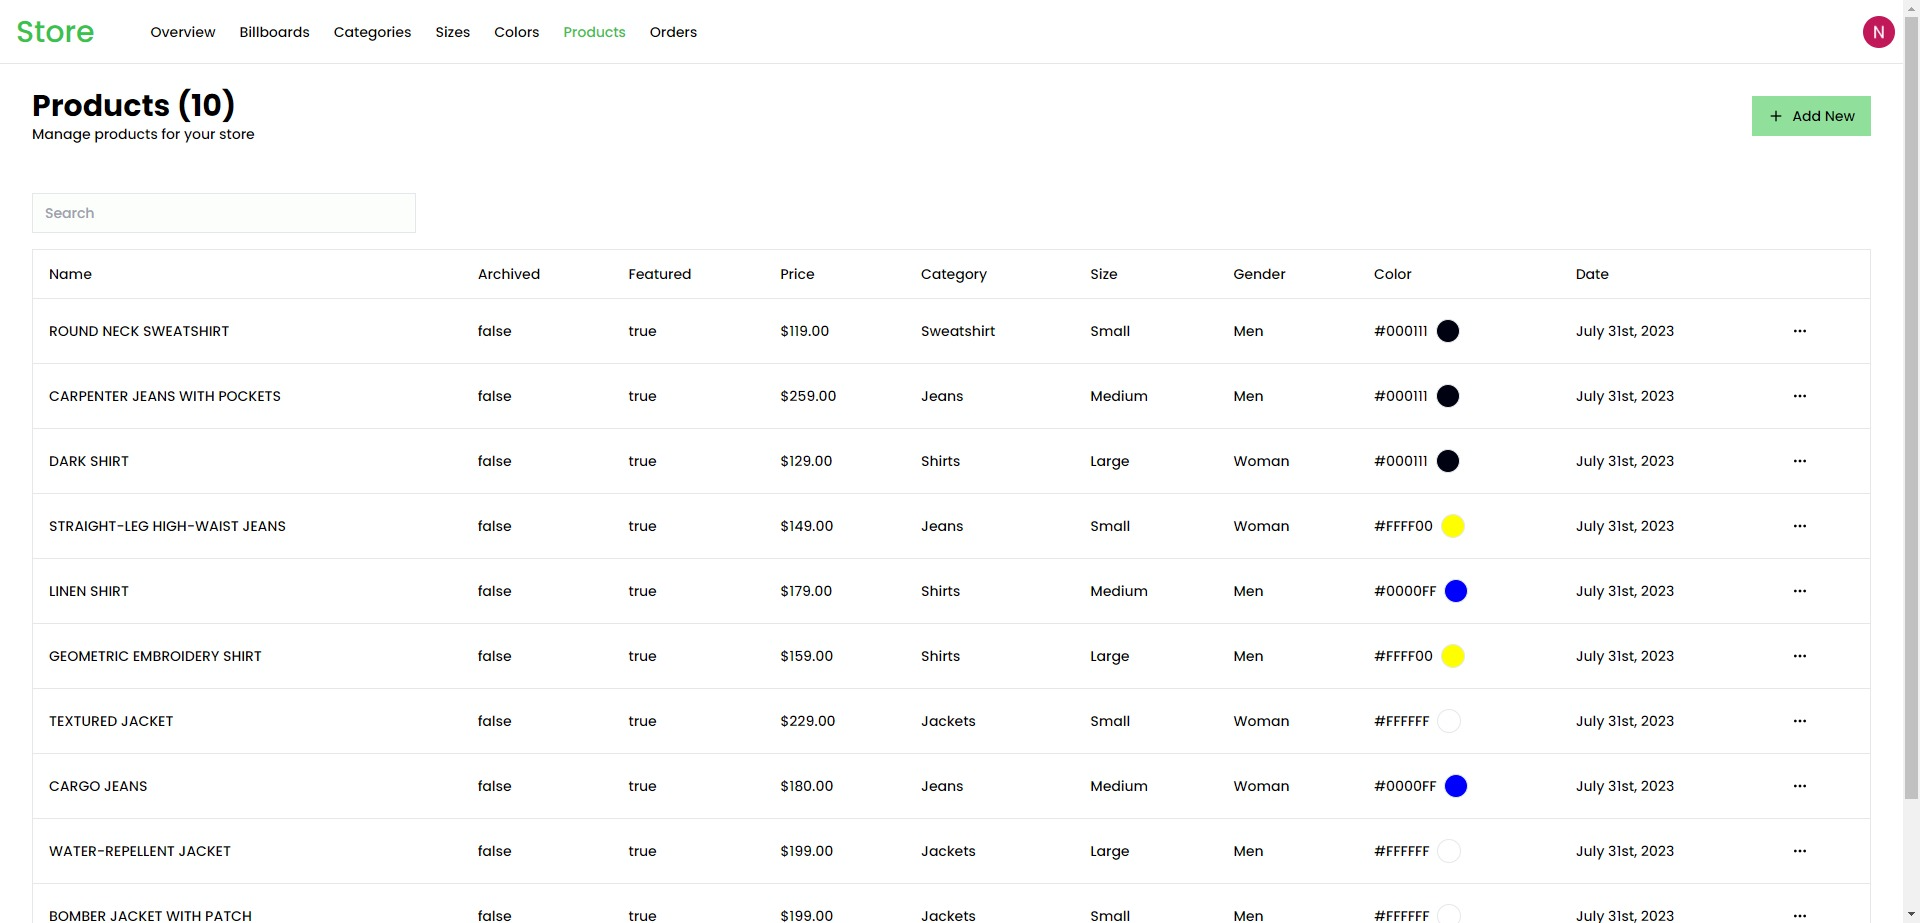 Store Overview Billboards Categories Sizes Colors Products Orders N
Products (10)
Manage products for your store
+ Add New
Search
Name Archived Featured Price Category Size Gender Color Date
ROUND NECK SWEATSHIRT false true $119.00 Sweatshirt Small Men #000111 July 31st, 2023 ...
CARPENTER JEANS WITH POCKETS false true $259.00 Jeans Medium Men #000111 July 31st, 2023 ...
DARK SHIRT false true $129.00 Shirts Large Woman #000111 July 31st, 2023 ...
STRAIGHT-LEG HIGH-WAIST JEANS false true $149.00 Jeans Small Woman #FFFF00 July 31st, 2023 ...
LINEN SHIRT false true $179.00 Shirts Medium Men #0000FF July 31st, 2023 ...
GEOMETRIC EMBROIDERY SHIRT false true $159.00 Shirts Large Men #FFFF00 July 31st, 2023 ...
TEXTURED JACKET false true $229.00 Jackets Small Woman #FFFFFF July 31st, 2023 ...
CARGO JEANS false true $180.00 Jeans Medium Woman #0000FF July 31st, 2023 ...
WATER-REPELLENT JACKET false true $199.00 Jackets Large Men #FFFFFF July 31st, 2023 ...
BOMBER JACKET WITH PATCH false true $199.00 Jackets Small Men #FFFFFF July 31st, 2023 ...